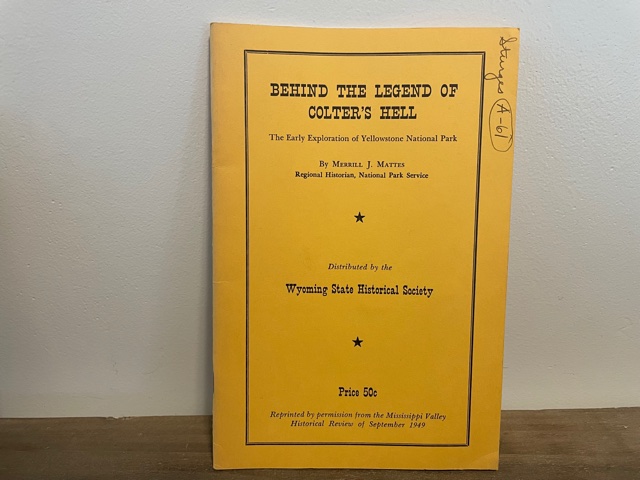 BEHIND THE LEGEND OF
COLTER'S HELL
The Early Exploration of Yellowstone National Park
By MERRILL J. MATTES
Regional Historian, National Park Service
Distributed by the
Wyoming State Historical Society
Price 50c
Reprinted by permission from the Mississippi Valley
Historical Review of September 1949
Sturges A-61